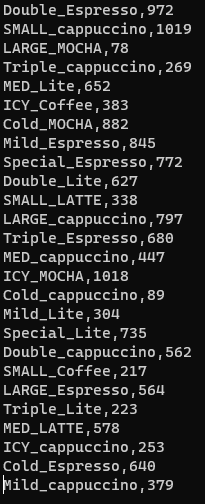 Double_Espresso,972
SMALL_cappuccino,1019
LARGE_MOCHA,78
Triple_cappuccino,269
MED_Lite,652
ICY_Coffee,383
Cold_MOCHA,882
Mild_Espresso,845
Special_Espresso,772
Double_Lite,627
SMALL_LATTE,338
LARGE_cappuccino,797
Triple_Espresso,680
MED_cappuccino,447
ICY_MOCHA,1018
Cold_cappuccino,89
Mild_Lite,304
Special_Lite,735
Double_cappuccino,562
SMALL_Coffee,217
LARGE_Espresso,564
Triple_Lite,223
MED_LATTE,578
ICY_cappuccino,253
Cold_Espresso,640
Mild_cappuccino,379